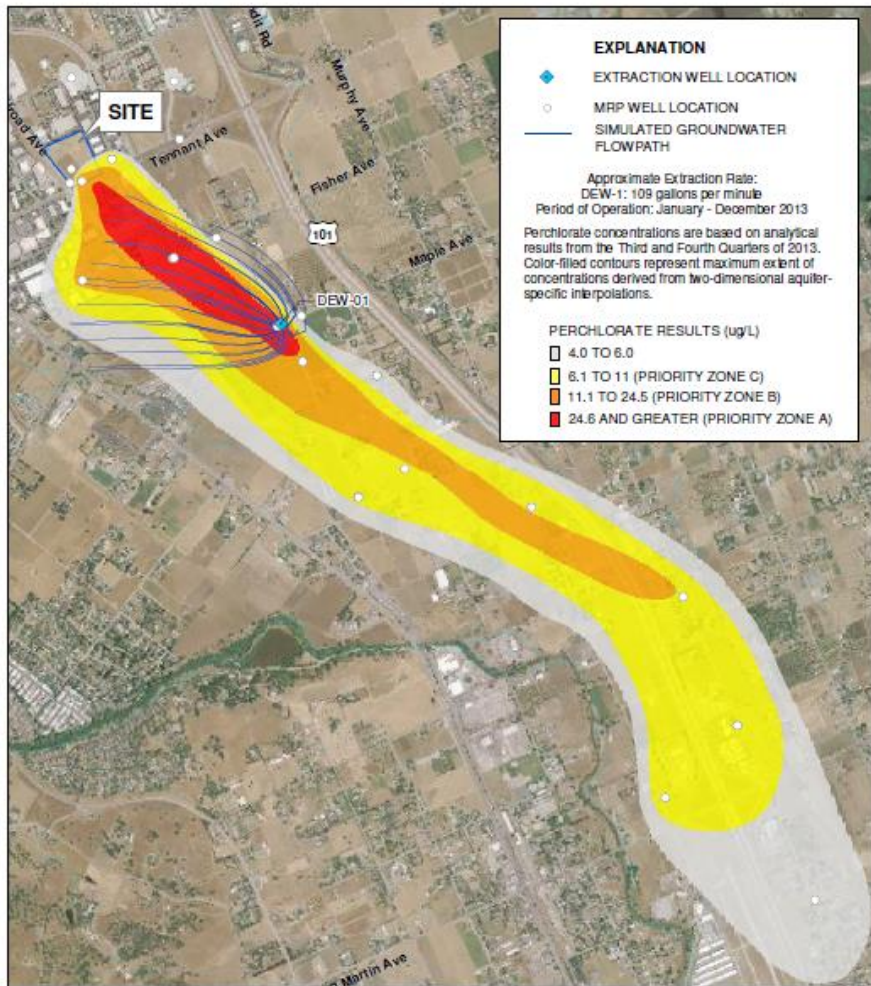 EXPLANATION
EXTRACTION WELL LOCATION
MRP WELL LOCATION
SIMULATED GROUNDWATER
FLOWPATH
Approximate Extraction Rate:
DEW-1: 109 gallons per minute
Period of Operation: January - December 2013
Perchlorate concentrations are based on analytical
results from the Third and Fourth Quarters of 2013.
Color-filled contours represent maximum extent of
concentrations derived from two-dimensional aquifer-
specific interpolations.
PERCHLORATE RESULTS (ug/L)
4.0 TO 6.0
6.1 TO 11 (PRIORITY ZONE C)
11.1 TO 24.5 (PRIORITY ZONE B)
24.6 AND GREATER (PRIORITY ZONE A)
Rd
Murphy Ave
SITE
Ave
Tennant Ave
Fisher Ave
101
Maple Ave
DEW-01
Martin Ave